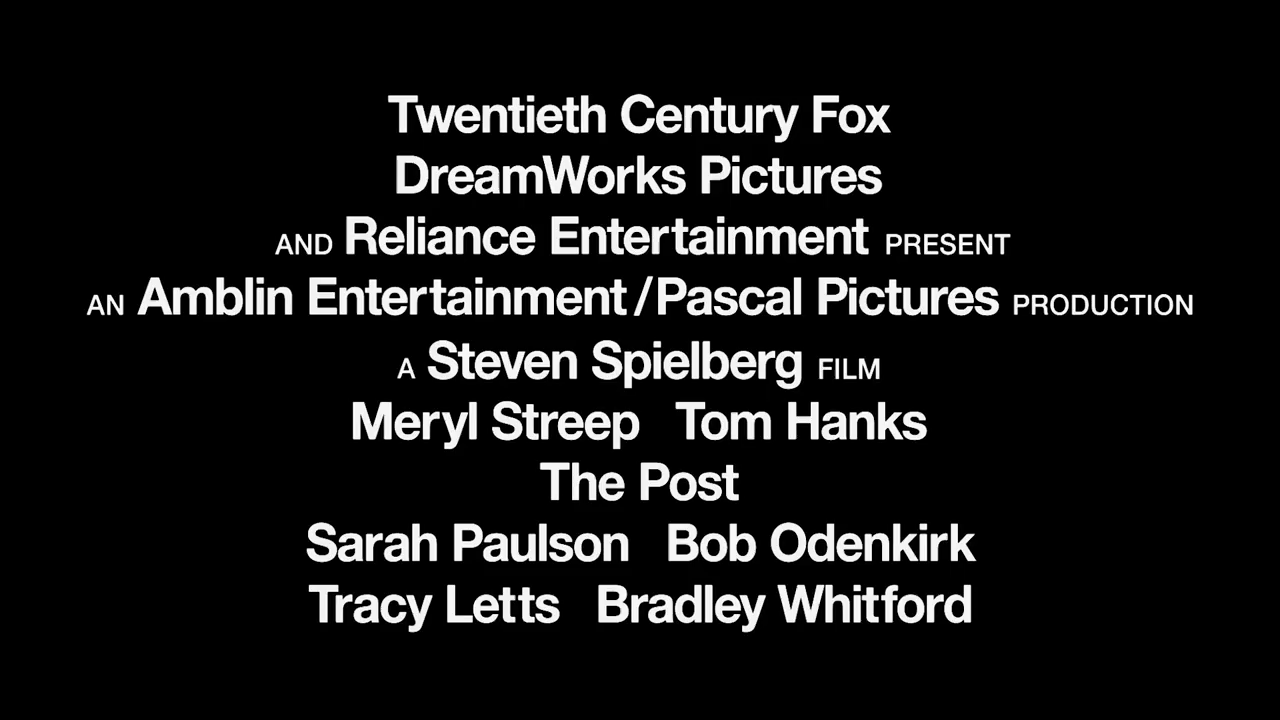 Twentieth Century Fox
DreamWorks Pictures
AND Reliance Entertainment PRESENT
AN Amblin Entertainment/Pascal Pictures PRODUCTION
A Steven Spielberg FILM
Meryl Streep Tom Hanks
The Post
Sarah Paulson Bob Odenkirk
Tracy Letts Bradley Whitford